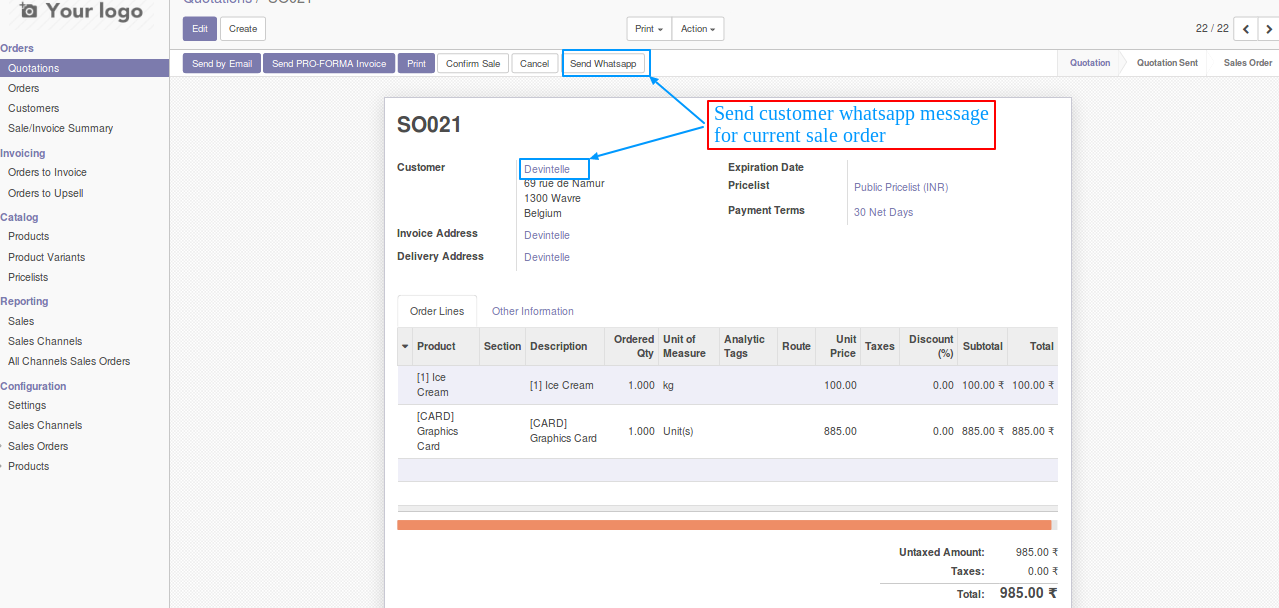 Quotations / SO021
Your logo
Edit
Create
Print
Action
22 / 22
Send by Email
Send PRO-FORMA Invoice
Print
Confirm Sale
Cancel
Send Whatsapp
Quotation
Quotation Sent
Sales Order
Orders
Quotations
Orders
Customers
Sale/Invoice Summary
Invoicing
Orders to Invoice
Orders to Upsell
Catalog
Products
Product Variants
Pricelists
Reporting
Sales
Sales Channels
All Channels Sales Orders
Configuration
Settings
Sales Channels
Sales Orders
Products
Send customer whatsapp message
for current sale order
SO021
Customer
Devintelle
69 rue de Namur
1300 Wavre
Belgium
Invoice Address
Devintelle
Delivery Address
Devintelle
Expiration Date
Pricelist
Public Pricelist (INR)
Payment Terms
30 Net Days
Order Lines
Other Information
Product Section Description Ordered Qty Unit of Measure Analytic Tags Route Unit Price Taxes Discount (%) Subtotal Total
[1] Ice Cream [1] Ice Cream 1.000 kg 100.00 0.00 100.00 ₹ 100.00 ₹
[CARD] Graphics Card [CARD] Graphics Card 1.000 Unit(s) 885.00 0.00 885.00 ₹ 885.00 ₹
Untaxed Amount: 985.00 ₹
Taxes: 0.00 ₹
Total: 985.00 ₹